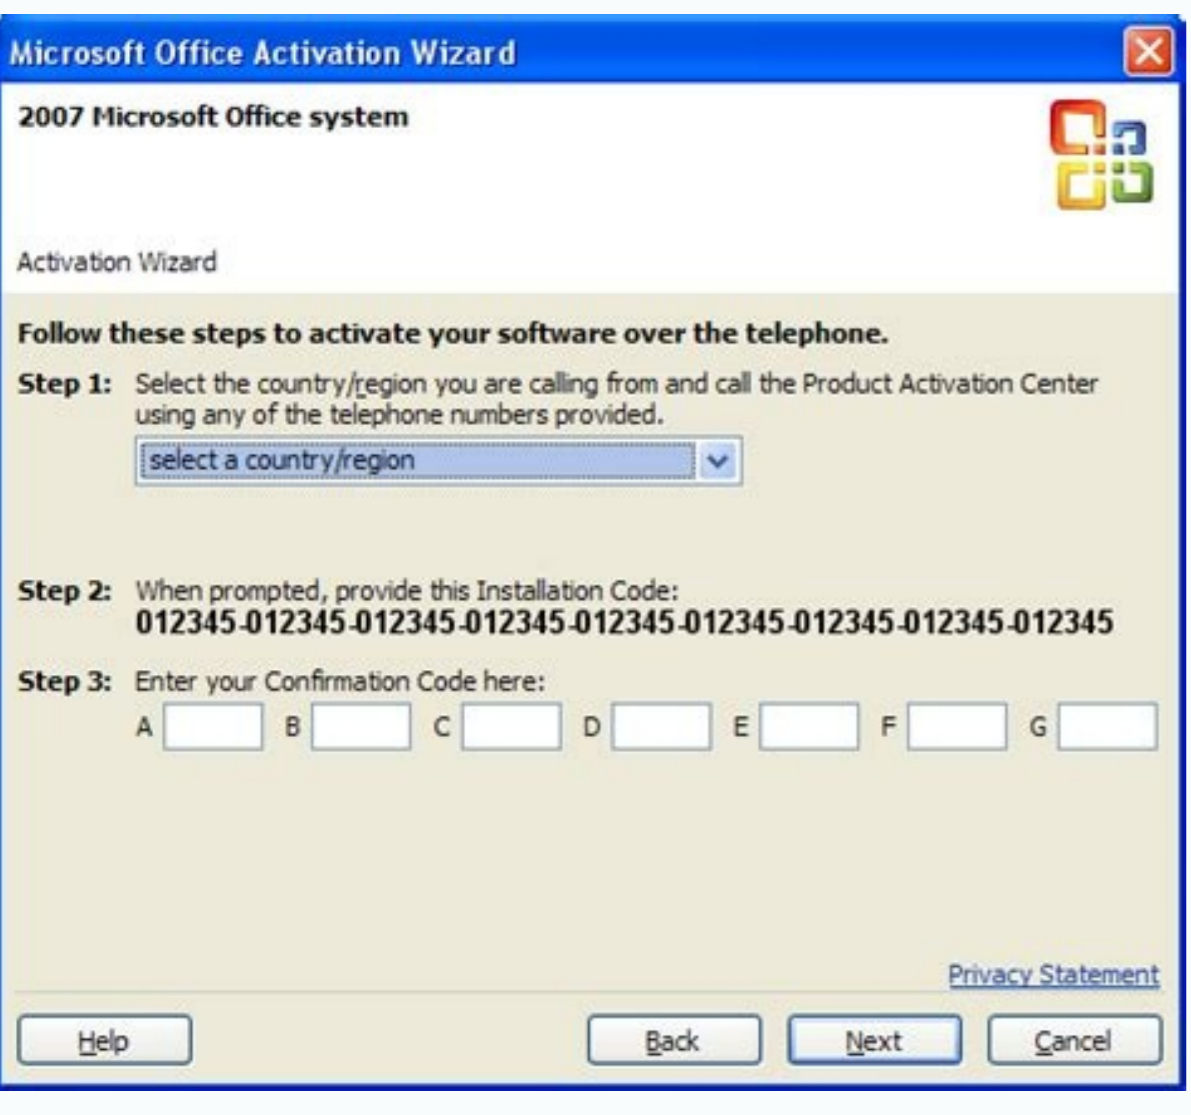 Microsoft Office Activation Wizard
2007 Microsoft Office system
Activation Wizard
Follow these steps to activate your software over the telephone.
Step 1: Select the country/region you are calling from and call the Product Activation Center
using any of the telephone numbers provided.
select a country/region
Step 2: When prompted, provide this Installation Code:
012345-012345-012345-012345-012345-012345-012345-012345-012345
Step 3: Enter your Confirmation Code here:
A B C D E F G
Privacy Statement
Help Back Next Cancel